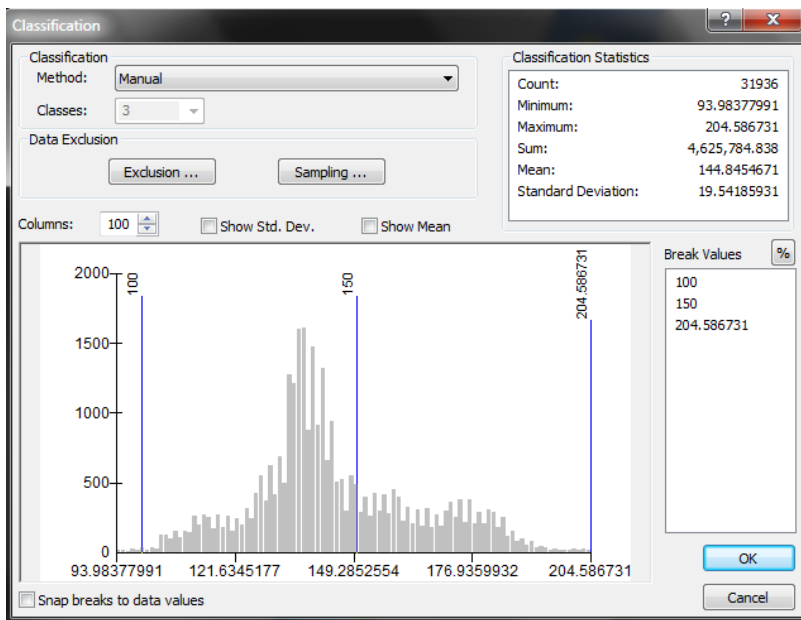 Classification
?
X
Classification
Method: Manual
Classes: 3
Data Exclusion
Exclusion ...
Sampling ...
Classification Statistics
Count: 31936
Minimum: 93.98377991
Maximum: 204.586731
Sum: 4,625,784.838
Mean: 144.8454671
Standard Deviation: 19.54185931
Columns: 100
Show Std. Dev.
Show Mean
2000
1500
1000
500
0
100
150
204.586731
93.98377991 121.6345177 149.2852554 176.9359932 204.586731
Break Values
%
100
150
204.586731
Snap breaks to data values
OK
Cancel